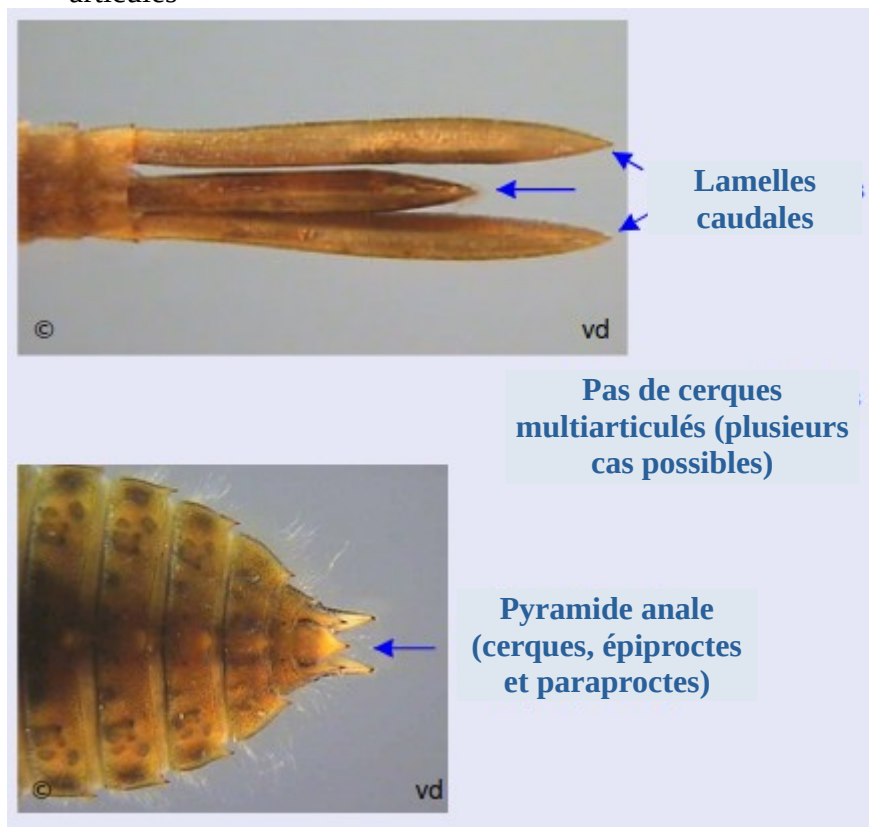 Lamelles
caudales
© vd
Pas de cerques
multiarticulés (plusieurs
cas possibles)
Pyramide anale
(cerques, épiproctes
et paraproctes)
© vd